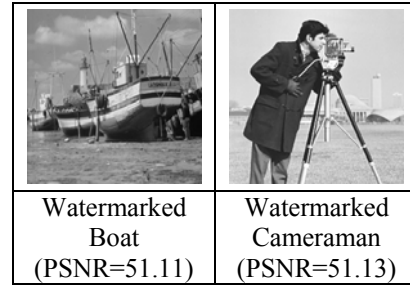 Watermarked
Boat
(PSNR=51.11)
Watermarked
Cameraman
(PSNR=51.13)